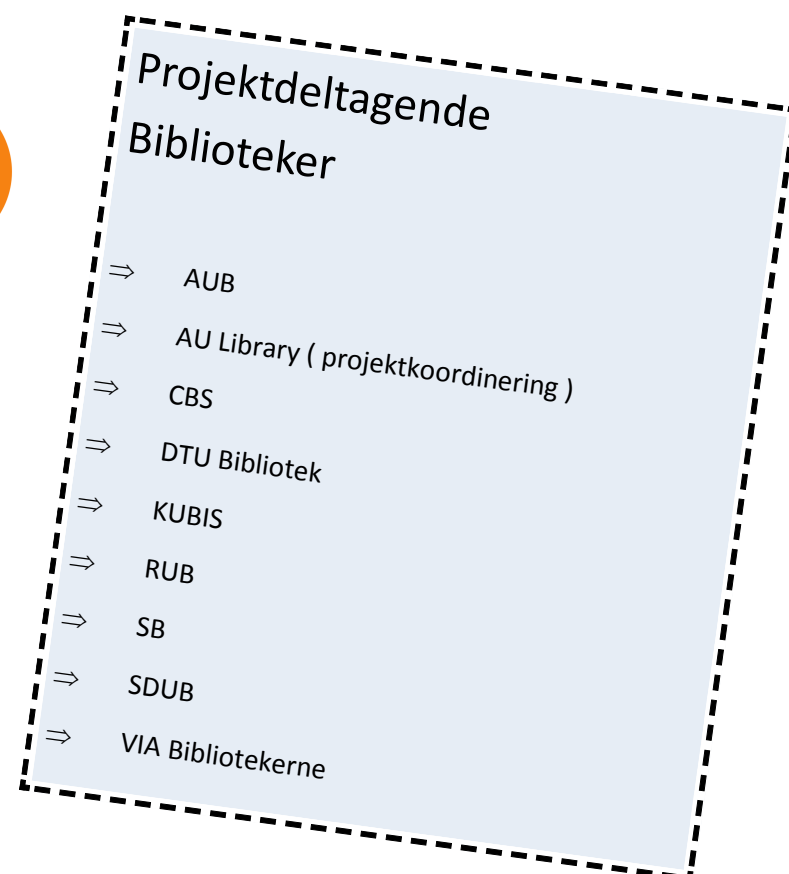 Projektdeltagende
Biblioteker
⇒ AUB
⇒ AU Library ( projektkoordinering )
⇒ CBS
⇒ DTU Bibliotek
⇒ KUBIS
⇒ RUB
⇒ SB
⇒ SDUB
⇒ VIA Bibliotekerne